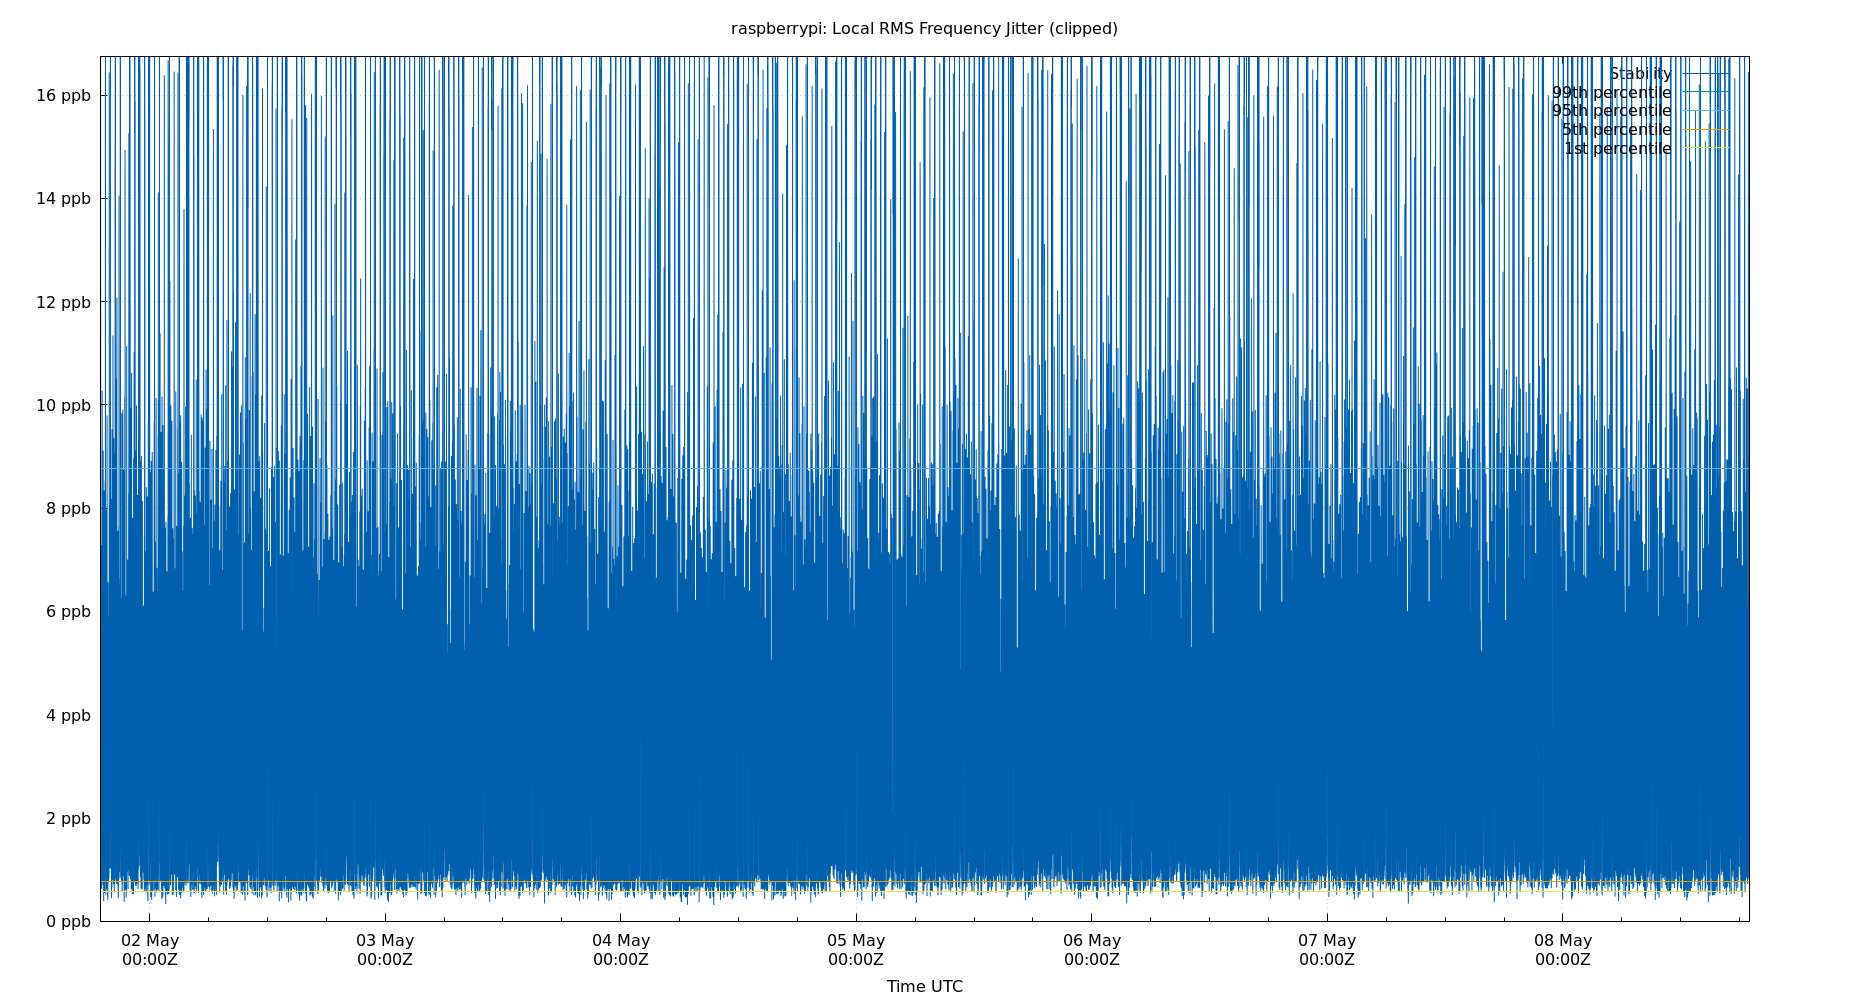 raspberrypi: Local RMS Frequency Jitter (clipped)
16 ppb
14 ppb
12 ppb
10 ppb
8 ppb
6 ppb
4 ppb
2 ppb
0 ppb
Stability
99th percentile
95th percentile
5th percentile
1st percentile
02 May 03 May 04 May 05 May 06 May 07 May 08 May
00:00Z 00:00Z 00:00Z 00:00Z 00:00Z 00:00Z 00:00Z
Time UTC